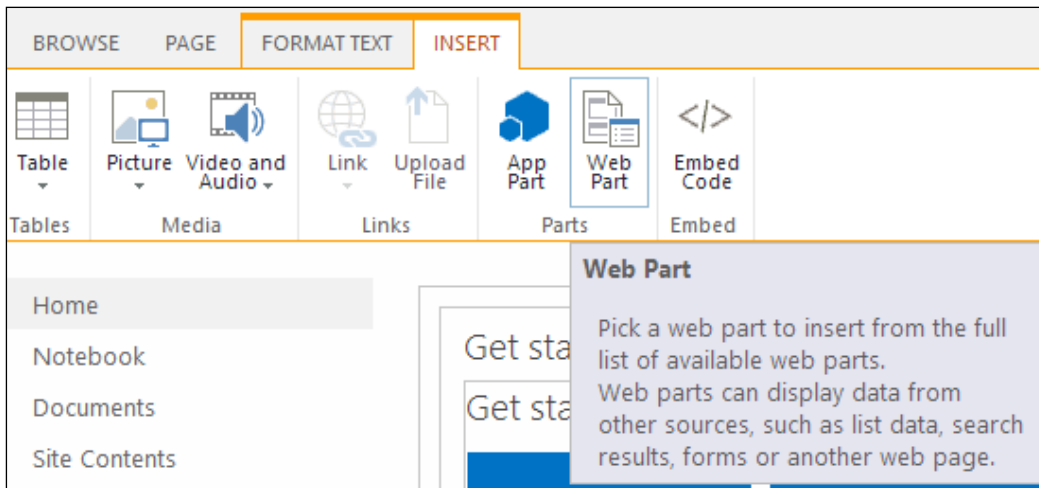 BROWSE PAGE FORMAT TEXT INSERT
Table Picture Video and Audio Link Upload File App Part Web Part Embed Code
Tables Media Links Parts Embed
Home
Notebook
Documents
Site Contents
Get sta
Get sta
Web Part
Pick a web part to insert from the full
list of available web parts.
Web parts can display data from
other sources, such as list data, search
results, forms or another web page.